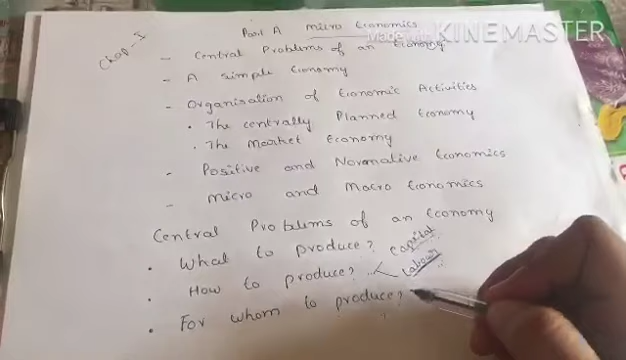 Part A Micro Economics
Made with KINEMASTER
Chap - I
- Central Problems of an Economy
- A Simple Economy
- Organisation of Economic Activities
• The centrally Planned Economy
• The Market Economy
- Positive and Normative Economics
- Micro and Macro Economics
Central Problems of an Economy
• What to produce?
Capital
• How to produce? <
Labour
• For whom to produce?